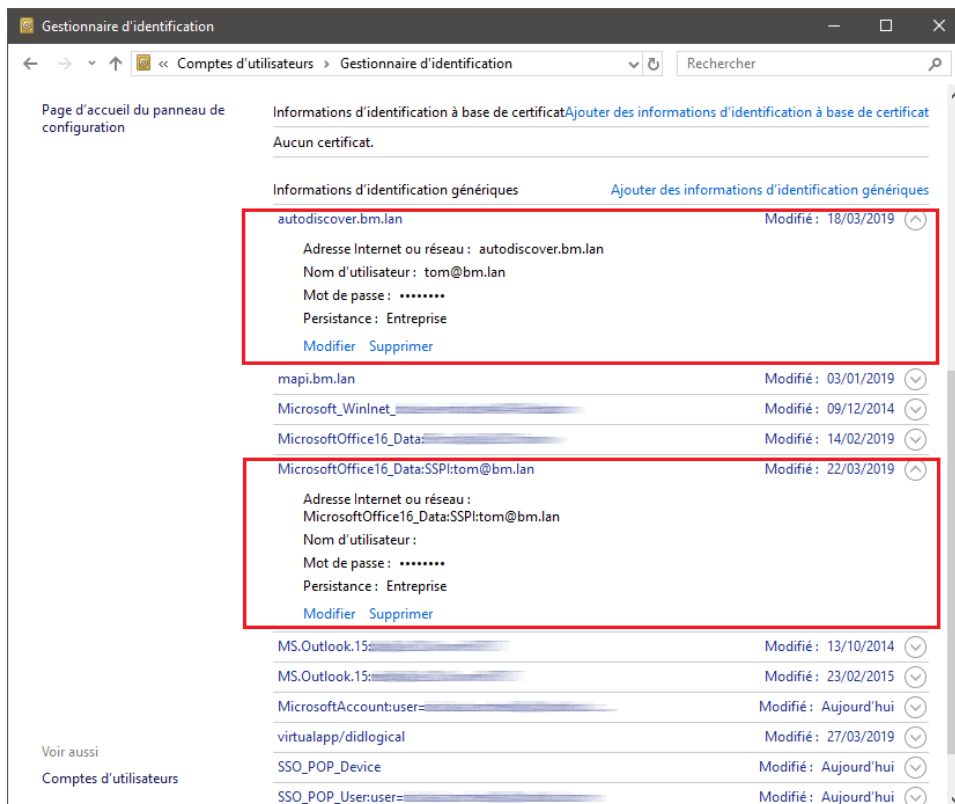 Gestionnaire d'identification
« Comptes d'utilisateurs › Gestionnaire d'identification
Rechercher
Page d'accueil du panneau de
configuration
Informations d'identification à base de certificatAjouter des informations d'identification à base de certificat
Aucun certificat.
Informations d'identification génériques Ajouter des informations d'identification génériques
autodiscover.bm.lan Modifié : 18/03/2019
Adresse Internet ou réseau : autodiscover.bm.lan
Nom d'utilisateur : tom@bm.lan
Mot de passe : ••••••••
Persistance : Entreprise
Modifier Supprimer
mapi.bm.lan Modifié : 03/01/2019
Microsoft_WinInet_ Modifié : 09/12/2014
MicrosoftOffice16_Data: Modifié : 14/02/2019
MicrosoftOffice16_Data:SSPI:tom@bm.lan Modifié : 22/03/2019
Adresse Internet ou réseau :
MicrosoftOffice16_Data:SSPI:tom@bm.lan
Nom d'utilisateur :
Mot de passe : ••••••••
Persistance : Entreprise
Modifier Supprimer
MS.Outlook.15: Modifié : 13/10/2014
MS.Outlook.15: Modifié : 23/02/2015
MicrosoftAccount:user= Modifié : Aujourd'hui
virtualapp/didlogical Modifié : 27/03/2019
SSO_POP_Device Modifié : Aujourd'hui
SSO_POP_User:user= Modifié : Aujourd'hui
Voir aussi
Comptes d'utilisateurs